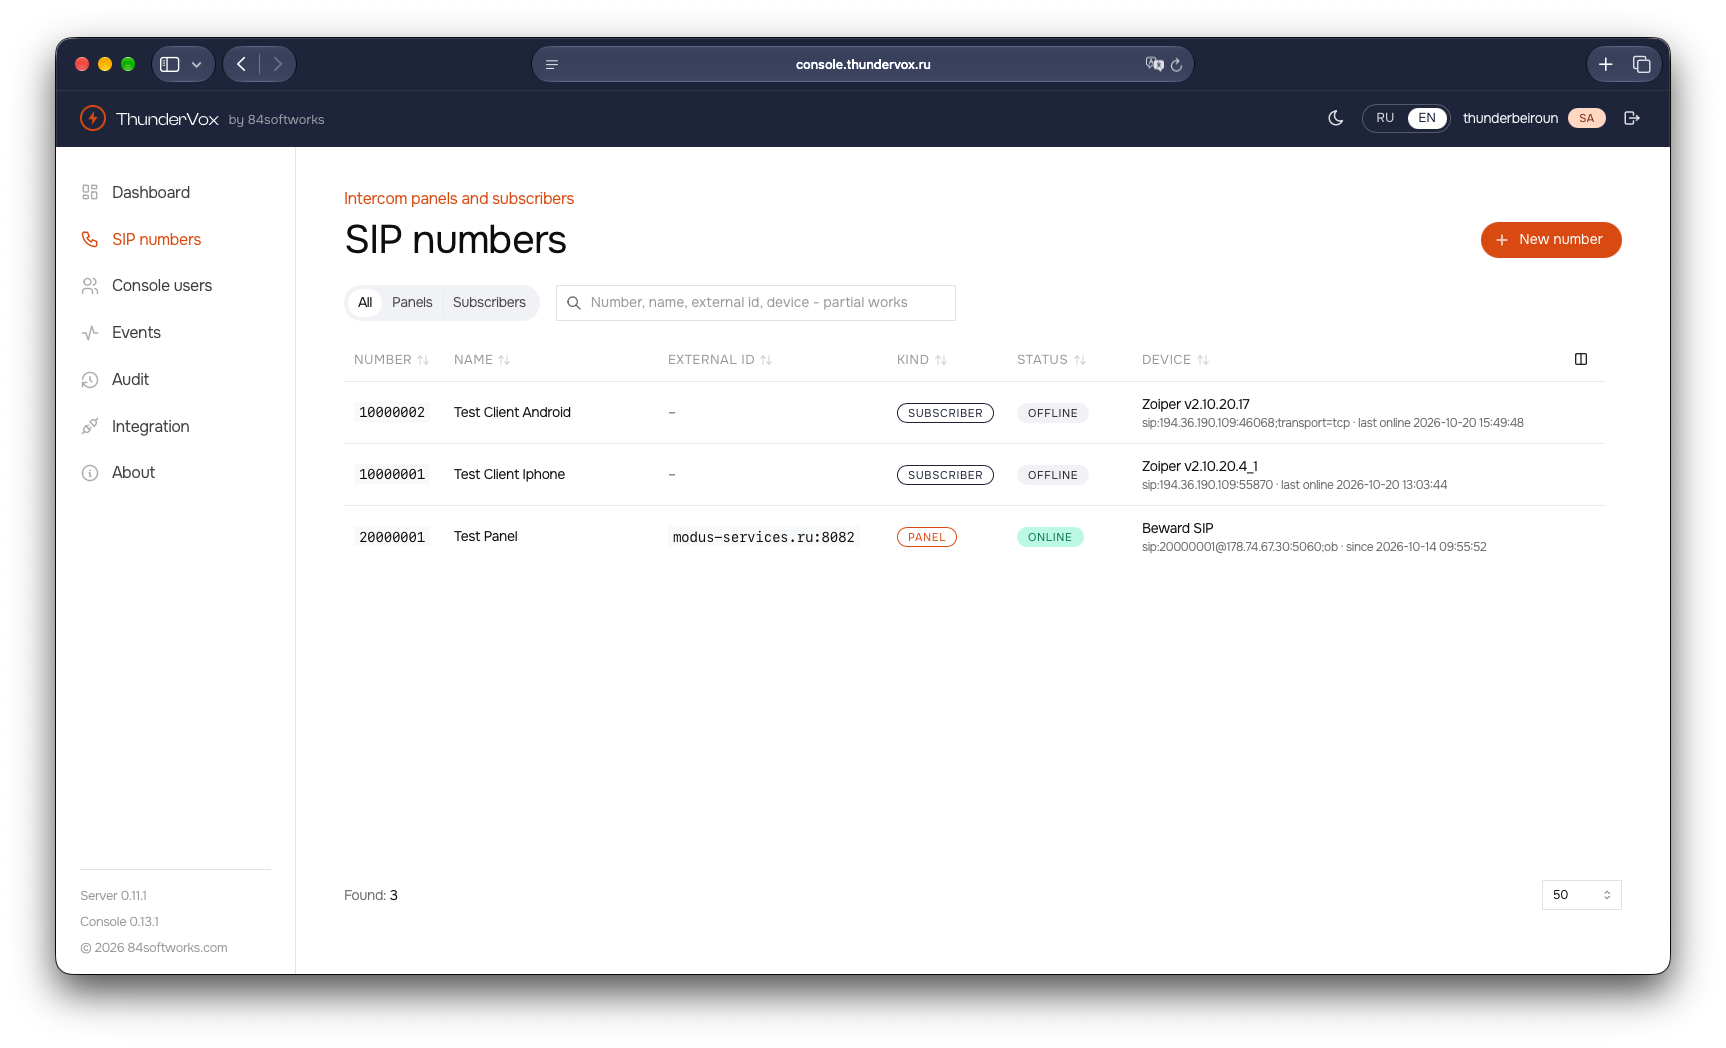 console.thundervox.ru
ThunderVox by 84softworks
RU EN thunderbeiroun SA
Dashboard
SIP numbers
Console users
Events
Audit
Integration
About
Intercom panels and subscribers
SIP numbers
New number
All Panels Subscribers
Number, name, external id, device - partial works
NUMBER NAME EXTERNAL ID KIND STATUS DEVICE
10000002 Test Client Android – SUBSCRIBER OFFLINE Zoiper v2.10.20.17
sip:194.36.190.109:46068;transport=tcp · last online 2026-10-20 15:49:48
10000001 Test Client Iphone – SUBSCRIBER OFFLINE Zoiper v2.10.20.4_1
sip:194.36.190.109:55870 · last online 2026-10-20 13:03:44
20000001 Test Panel modus-services.ru:8082 PANEL ONLINE Beward SIP
sip:20000001@178.74.67.30:5060;ob · since 2026-10-14 09:55:52
Found: 3
50
Server 0.11.1
Console 0.13.1
© 2026 84softworks.com